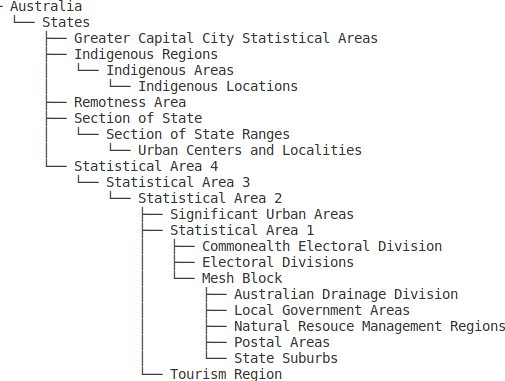 Australia
States
Greater Capital City Statistical Areas
Indigenous Regions
Indigenous Areas
Indigenous Locations
Remotness Area
Section of State
Section of State Ranges
Urban Centers and Localities
Statistical Area 4
Statistical Area 3
Statistical Area 2
Significant Urban Areas
Statistical Area 1
Commonealth Electoral Division
Electoral Divisions
Mesh Block
Australian Drainage Division
Local Government Areas
Natural Resouce Management Regions
Postal Areas
State Suburbs
Tourism Region